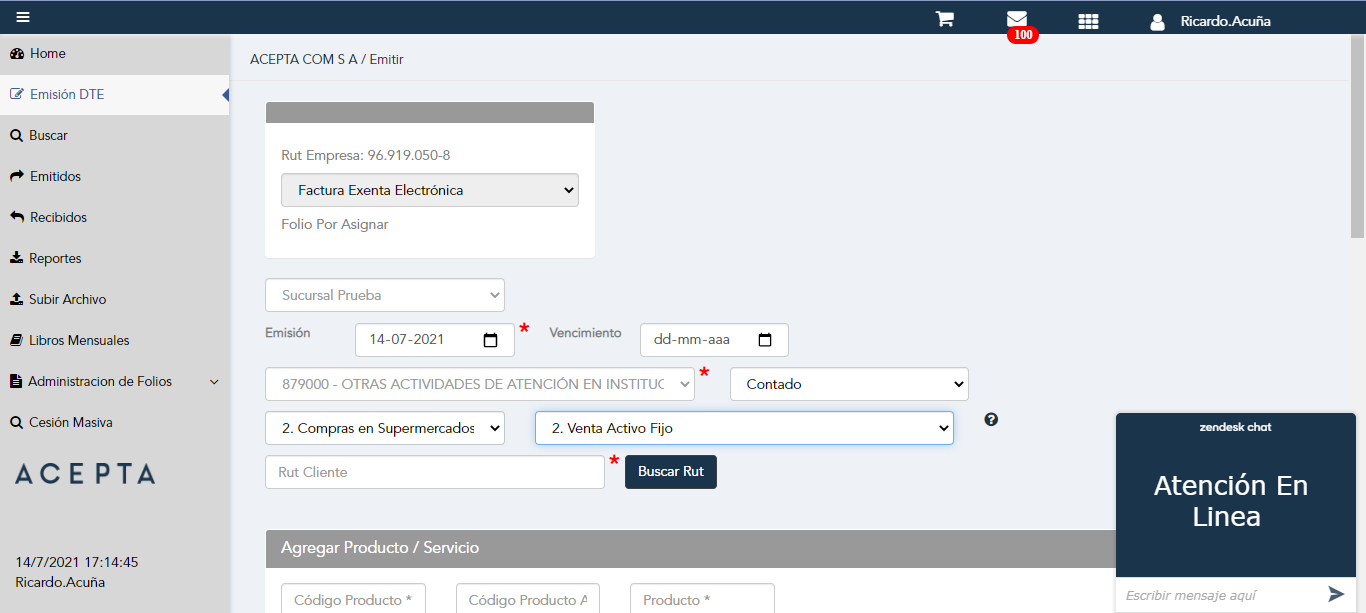 100
Ricardo.Acuña
Home
Emisión DTE
Buscar
Emitidos
Recibidos
Reportes
Subir Archivo
Libros Mensuales
Administracion de Folios
Cesión Masiva
ACEPTA
14/7/2021 17:14:45
Ricardo.Acuña
ACEPTA COM S A / Emitir
Rut Empresa: 96.919.050-8
Factura Exenta Electrónica
Folio Por Asignar
Sucursal Prueba
Emisión 14-07-2021 * Vencimiento dd-mm-aaa
879000 - OTRAS ACTIVIDADES DE ATENCIÓN EN INSTITUC * Contado
2. Compras en Supermercados 2. Venta Activo Fijo ?
Rut Cliente * Buscar Rut
Agregar Producto / Servicio
Código Producto * Código Producto A Producto *
zendesk chat
Atención En
Linea
Escribir mensaje aquí